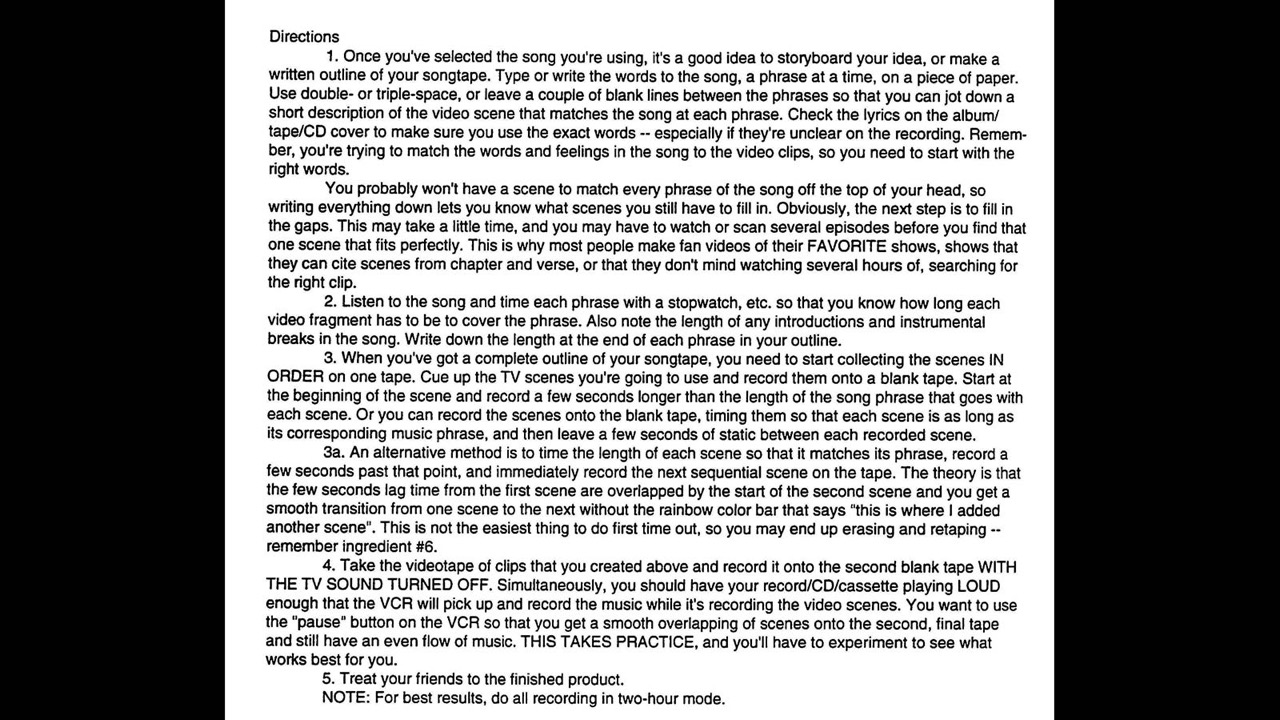 Directions
1. Once you've selected the song you're using, it's a good idea to storyboard your idea, or make a
written outline of your songtape. Type or write the words to the song, a phrase at a time, on a piece of paper.
Use double- or triple-space, or leave a couple of blank lines between the phrases so that you can jot down a
short description of the video scene that matches the song at each phrase. Check the lyrics on the album/
tape/CD cover to make sure you use the exact words -- especially if they're unclear on the recording. Remem-
ber, you're trying to match the words and feelings in the song to the video clips, so you need to start with the
right words.
You probably won't have a scene to match every phrase of the song off the top of your head, so
writing everything down lets you know what scenes you still have to fill in. Obviously, the next step is to fill in
the gaps. This may take a little time, and you may have to watch or scan several episodes before you find that
one scene that fits perfectly. This is why most people make fan videos of their FAVORITE shows, shows that
they can cite scenes from chapter and verse, or that they don't mind watching several hours of, searching for
the right clip.
2. Listen to the song and time each phrase with a stopwatch, etc. so that you know how long each
video fragment has to be to cover the phrase. Also note the length of any introductions and instrumental
breaks in the song. Write down the length at the end of each phrase in your outline.
3. When you've got a complete outline of your songtape, you need to start collecting the scenes IN
ORDER on one tape. Cue up the TV scenes you're going to use and record them onto a blank tape. Start at
the beginning of the scene and record a few seconds longer than the length of the song phrase that goes with
each scene. Or you can record the scenes onto the blank tape, timing them so that each scene is as long as
its corresponding music phrase, and then leave a few seconds of static between each recorded scene.
3a. An alternative method is to time the length of each scene so that it matches its phrase, record a
few seconds past that point, and immediately record the next sequential scene on the tape. The theory is that
the few seconds lag time from the first scene are overlapped by the start of the second scene and you get a
smooth transition from one scene to the next without the rainbow color bar that says "this is where I added
another scene". This is not the easiest thing to do first time out, so you may end up erasing and retaping --
remember ingredient #6.
4. Take the videotape of clips that you created above and record it onto the second blank tape WITH
THE TV SOUND TURNED OFF. Simultaneously, you should have your record/CD/cassette playing LOUD
enough that the VCR will pick up and record the music while it's recording the video scenes. You want to use
the "pause" button on the VCR so that you get a smooth overlapping of scenes onto the second, final tape
and still have an even flow of music. THIS TAKES PRACTICE, and you'll have to experiment to see what
works best for you.
5. Treat your friends to the finished product.
NOTE: For best results, do all recording in two-hour mode.